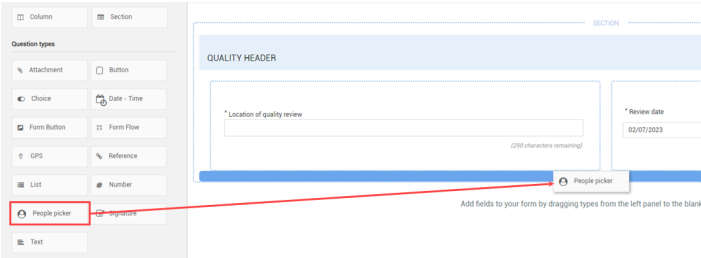 Column
Section
Question types
Attachment
Button
Choice
Date - Time
Form Button
Form Flow
GPS
Reference
List
Number
People picker
Signature
Text
SECTION
QUALITY HEADER
* Location of quality review
(250 characters remaining)
* Review date
02/07/2023
People picker
Add fields to your form by dragging types from the left panel to the blank